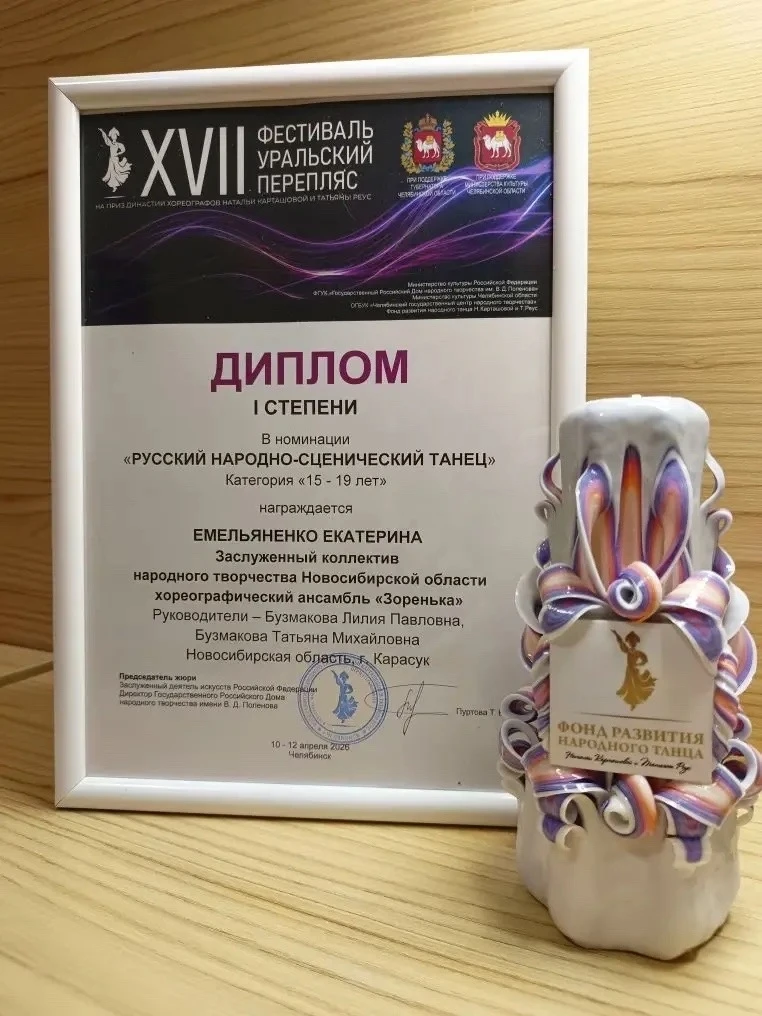 XVII
ФЕСТИВАЛЬ
УРАЛЬСКИЙ
ПЕРЕПЛЯС
НА ПРИЗ ДИНАСТИИ ХОРЕОГРАФОВ НАТАЛЬИ КАРТАШОВОЙ И ТАТЬЯНЫ РЕУС
ПРИ ПОДДЕРЖКЕ
ГУБЕРНАТОРА
ЧЕЛЯБИНСКОЙ ОБЛАСТИ
ПРИ ПОДДЕРЖКЕ
МИНИСТЕРСТВА КУЛЬТУРЫ
ЧЕЛЯБИНСКОЙ ОБЛАСТИ
Министерство культуры Российской Федерации
ФГУК «Государственный Российский Дом народного творчества им. В.Д. Поленова»
Министерство культуры Челябинской области
ОГБУК «Челябинский государственный центр народного творчества»
Фонд развития народного танца Н.Карташовой и Т.Реус
ДИПЛОМ
I СТЕПЕНИ
В номинации
«РУССКИЙ НАРОДНО-СЦЕНИЧЕСКИЙ ТАНЕЦ»
Категория «15 - 19 лет»
награждается
ЕМЕЛЬЯНЕНКО ЕКАТЕРИНА
Заслуженный коллектив
народного творчества Новосибирской области
хореографический ансамбль «Зоренька»
Руководители – Бузмакова Лилия Павловна,
Бузмакова Татьяна Михайловна
Новосибирская область, г. Карасук
Председатель жюри
Заслуженный деятель искусств Российской Федерации
Директор Государственного Российского Дома
народного творчества имени В. Д. Поленова
Пуртова Т.
10 - 12 апреля 2026
Челябинск
ФОНД РАЗВИТИЯ
НАРОДНОГО ТАНЦА
Натальи Карташовой и Татьяны Реус